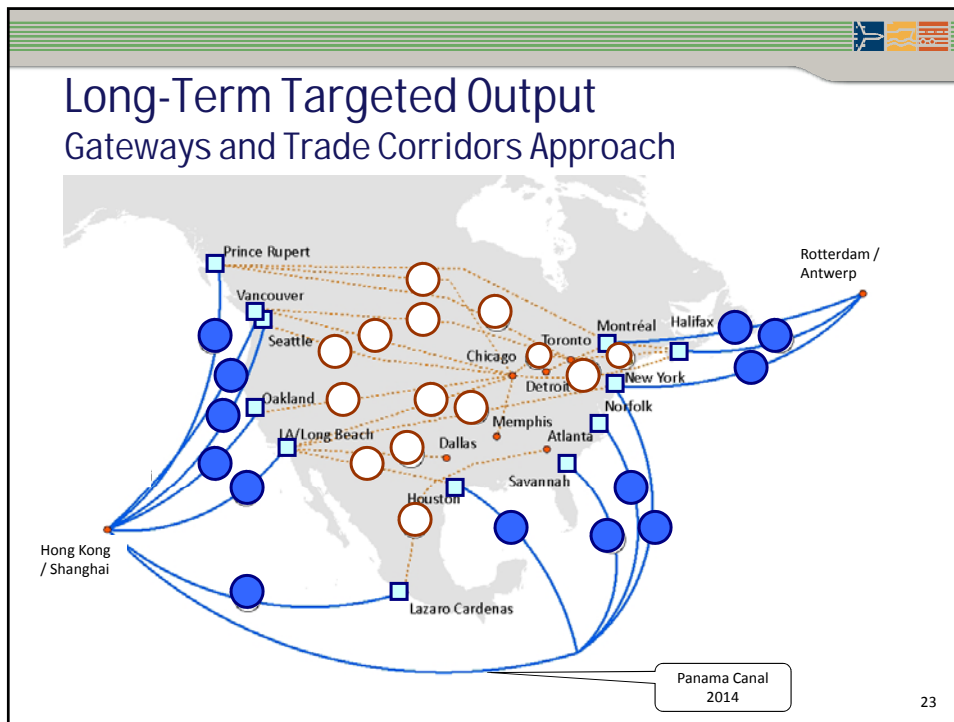 Long-Term Targeted Output
Gateways and Trade Corridors Approach
Prince Rupert
Rotterdam /
Antwerp
Vancouver
Seattle
Montréal
Halifax
Toronto
Chicago
Detroit
New York
Oakland
Norfolk
LA/Long Beach
Memphis
Atlanta
Dallas
Savannah
Houston
Hong Kong
/ Shanghai
Lazaro Cardenas
Panama Canal
2014
23